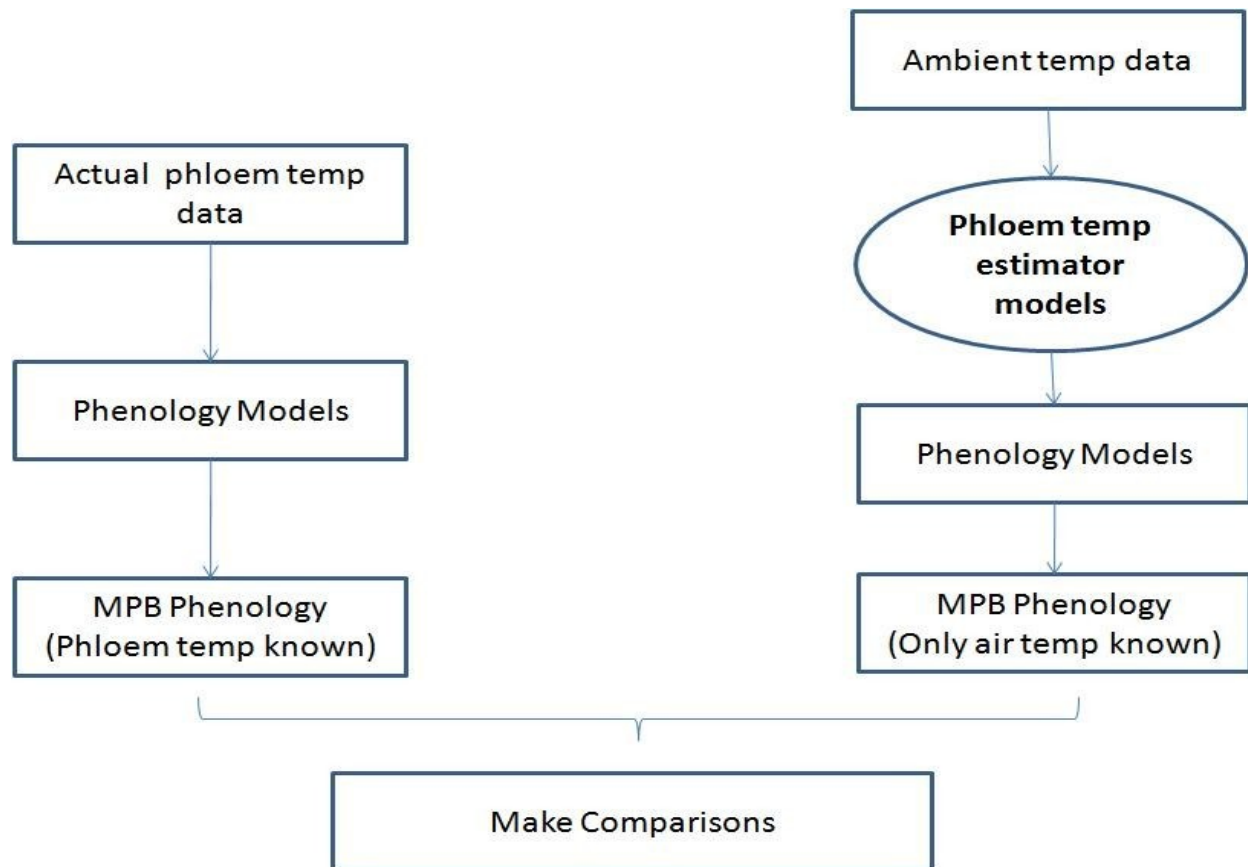 Actual phloem temp
data
Phenology Models
MPB Phenology
(Phloem temp known)
Ambient temp data
Phloem temp
estimator
models
Phenology Models
MPB Phenology
(Only air temp known)
Make Comparisons